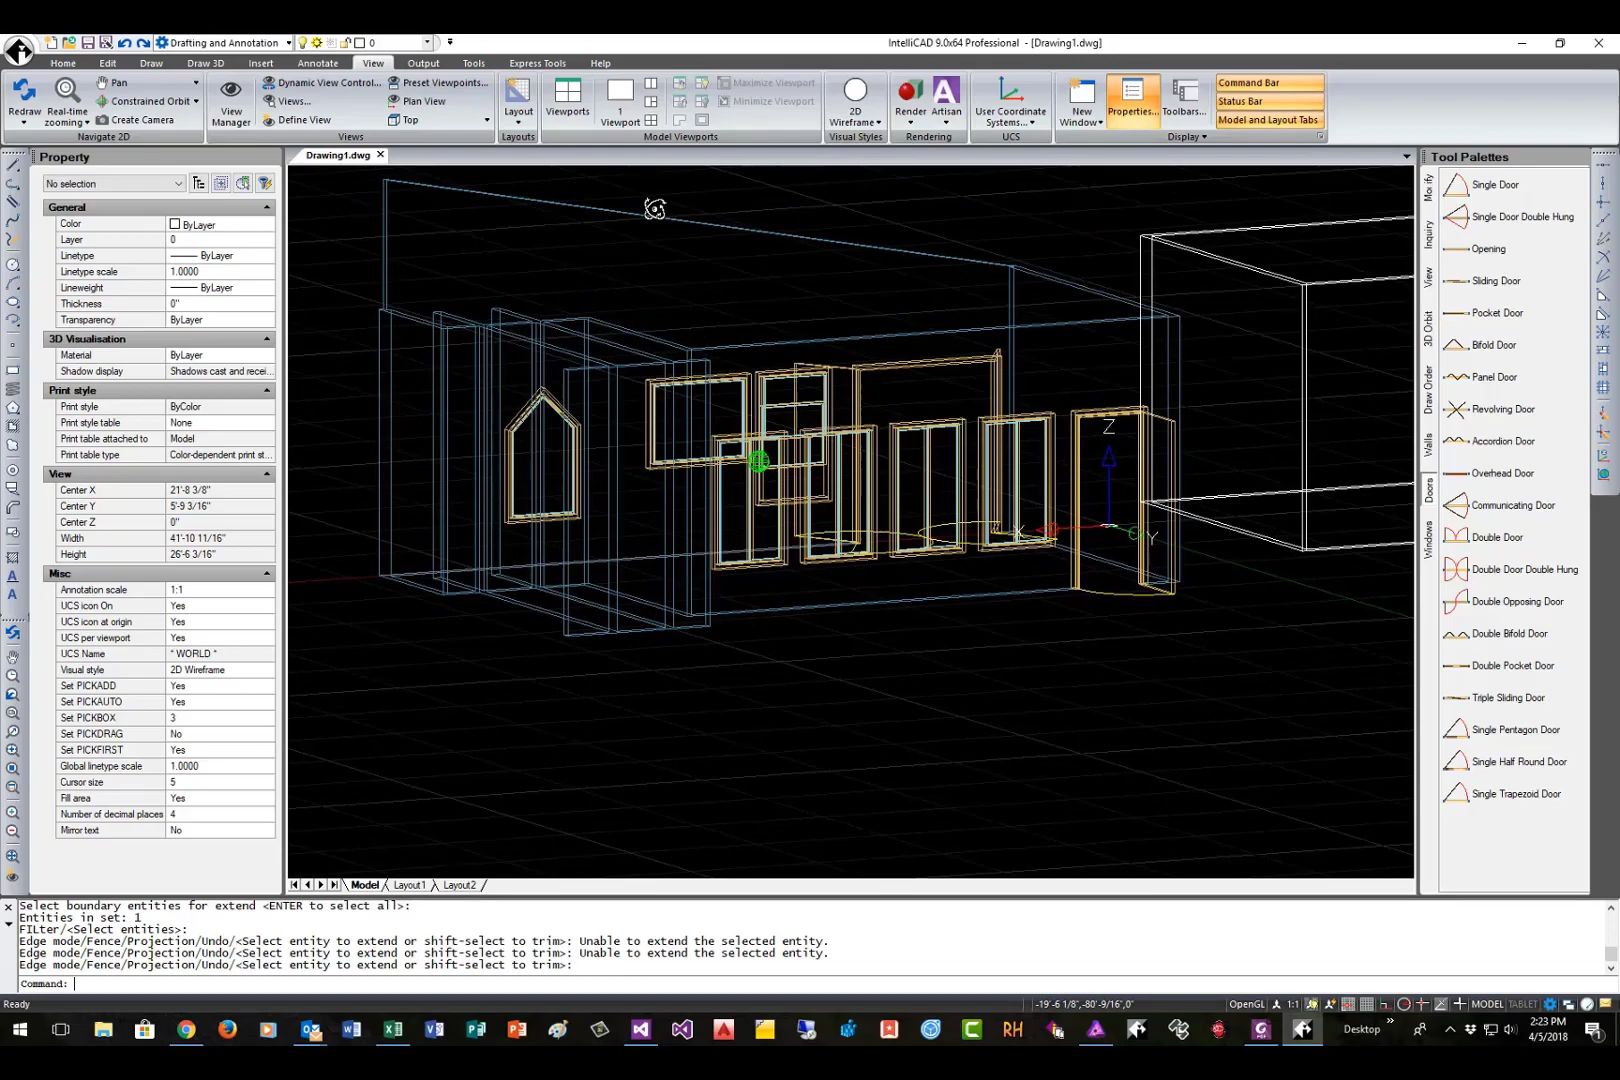 Drafting and Annotation
0
IntelliCAD 9.0x64 Professional - [Drawing1.dwg]
Home Edit Draw Draw 3D Insert Annotate View Output Tools Express Tools Help
Redraw
Real-time zooming
Pan
Constrained Orbit
Create Camera
Navigate 2D
View Manager
Dynamic View Control...
Views...
Define View
Preset Viewpoints...
Plan View
Top
Views
Layout
Layouts
Viewports
1 Viewport
Maximize Viewport
Minimize Viewport
Model Viewports
2D Wireframe
Visual Styles
Render
Artisan
Rendering
User Coordinate Systems...
UCS
New Window
Properties...
Toolbars...
Command Bar
Status Bar
Model and Layout Tabs
Display
Property
No selection
General
Color ByLayer
Layer 0
Linetype ByLayer
Linetype scale 1.0000
Lineweight ByLayer
Thickness 0"
Transparency ByLayer
3D Visualisation
Material ByLayer
Shadow display Shadows cast and recei...
Print style
Print style ByColor
Print style table None
Print table attached to Model
Print table type Color-dependent print st...
View
Center X 21'-8 3/8"
Center Y 5'-9 3/16"
Center Z 0"
Width 41'-10 11/16"
Height 26'-6 3/16"
Misc
Annotation scale 1:1
UCS icon On Yes
UCS icon at origin Yes
UCS per viewport Yes
UCS Name " WORLD "
Visual style 2D Wireframe
Set PICKADD Yes
Set PICKAUTO Yes
Set PICKBOX 3
Set PICKDRAG No
Set PICKFIRST Yes
Global linetype scale 1.0000
Cursor size 5
Fill area Yes
Number of decimal places 4
Mirror text No
Drawing1.dwg
Z
X
Y
Model Layout1 Layout2
Tool Palettes
Modify
Inquiry
View
3D Orbit
Draw Order
Walls
Doors
Windows
Single Door
Single Door Double Hung
Opening
Sliding Door
Pocket Door
Bifold Door
Panel Door
Revolving Door
Accordion Door
Overhead Door
Communicating Door
Double Door
Double Door Double Hung
Double Opposing Door
Double Bifold Door
Double Pocket Door
Triple Sliding Door
Single Pentagon Door
Single Half Round Door
Single Trapezoid Door
Select boundary entities for extend <ENTER to select all>:
Entities in set: 1
FILter/<Select entities>:
Edge mode/Fence/Projection/Undo/<Select entity to extend or shift-select to trim>: Unable to extend the selected entity.
Edge mode/Fence/Projection/Undo/<Select entity to extend or shift-select to trim>: Unable to extend the selected entity.
Edge mode/Fence/Projection/Undo/<Select entity to extend or shift-select to trim>:
Command:
Ready
-19'-6 1/8",-80'-9/16",0" OpenGL 1:1 MODEL TABLET
RH
Desktop
2:23 PM
4/5/2018